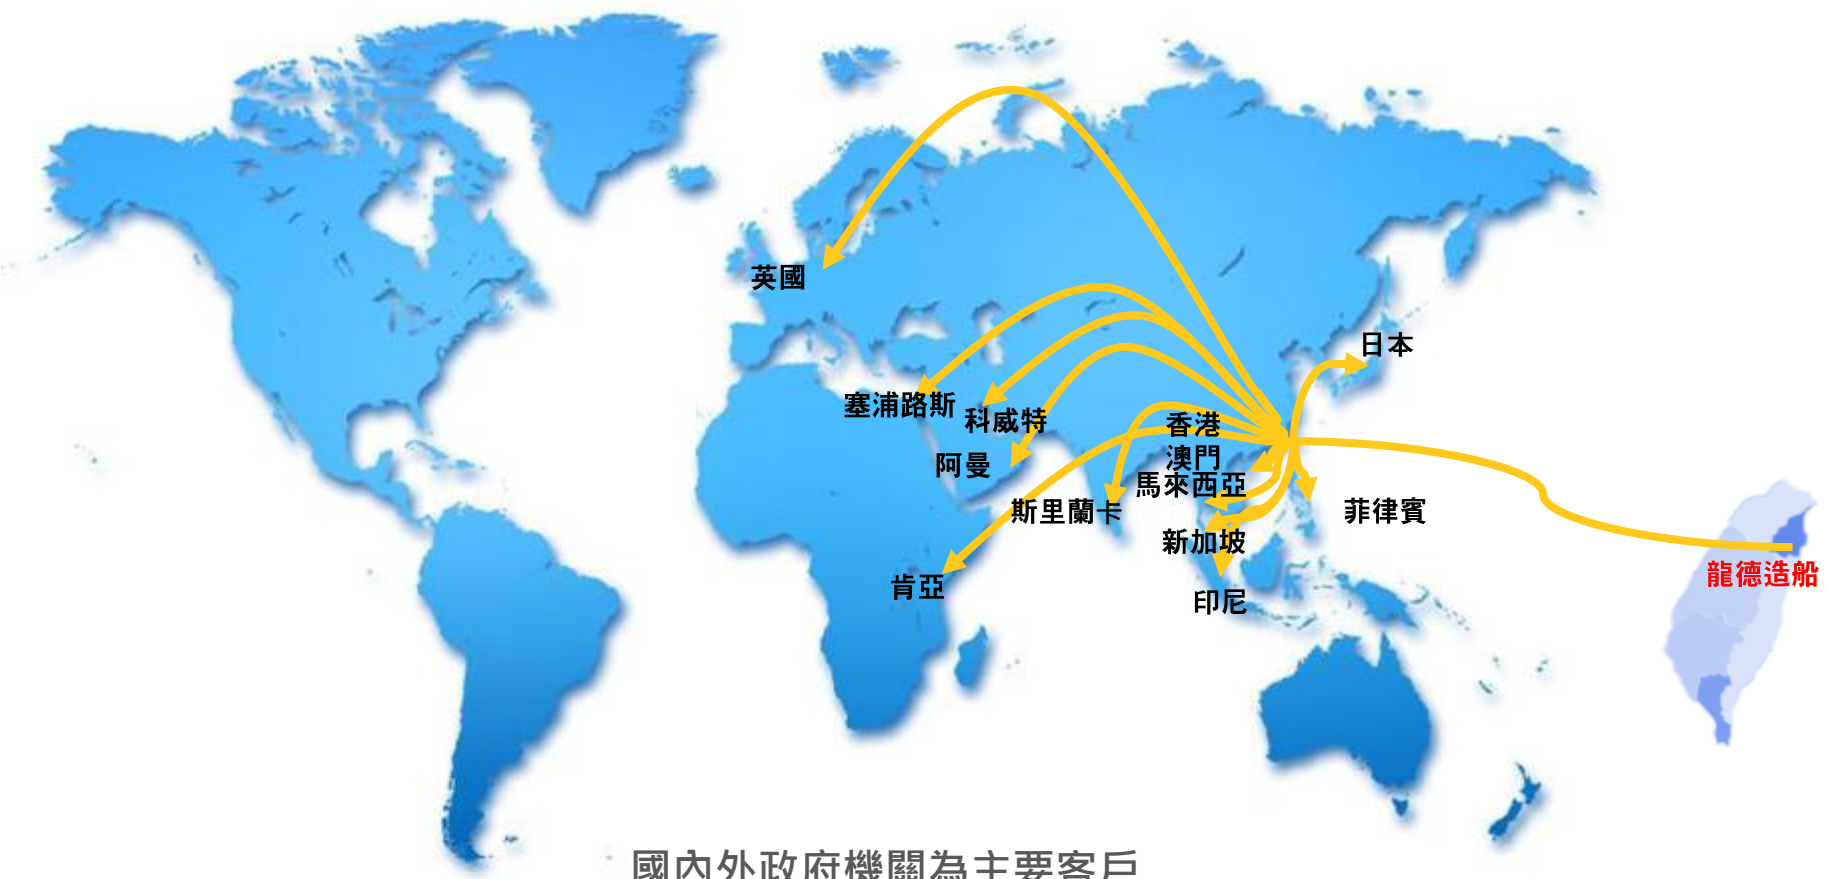 英國
日本
塞浦路斯
科威特
香港
澳門
阿曼
馬來西亞
斯里蘭卡
菲律賓
新加坡
龍德造船
肯亞
印尼
國內外政府機關為主要客戶